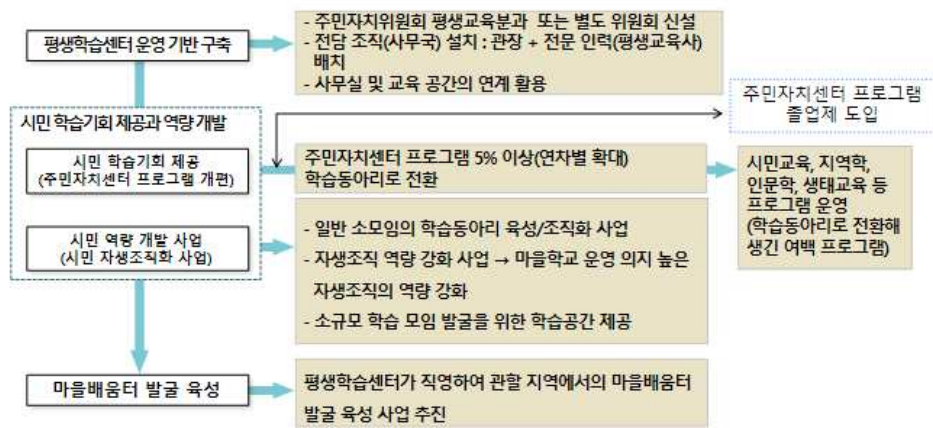 평생학습센터 운영 기반 구축
- 주민자치위원회 평생교육분과 또는 별도 위원회 신설
- 전담 조직(사무국) 설치 : 관장 + 전문 인력(평생교육사)
배치
- 사무실 및 교육 공간의 연계 활용
주민자치센터 프로그램
졸업제 도입
시민 학습기회 제공과 역량 개발
시민 학습기회 제공
(주민자치센터 프로그램 개편)
주민자치센터 프로그램 5% 이상(연차별 확대)
학습동아리로 전환
시민교육, 지역학,
인문학, 생태교육 등
프로그램 운영
(학습동아리로 전환해
생긴 여백 프로그램)
시민 역량 개발 사업
(시민 자생조직화 사업)
- 일반 소모임의 학습동아리 육성/조직화 사업
- 자생조직 역량 강화 사업 → 마을학교 운영 의지 높은
자생조직의 역량 강화
- 소규모 학습 모임 발굴을 위한 학습공간 제공
마을배움터 발굴 육성
평생학습센터가 직영하여 관할 지역에서의 마을배움터
발굴 육성 사업 추진